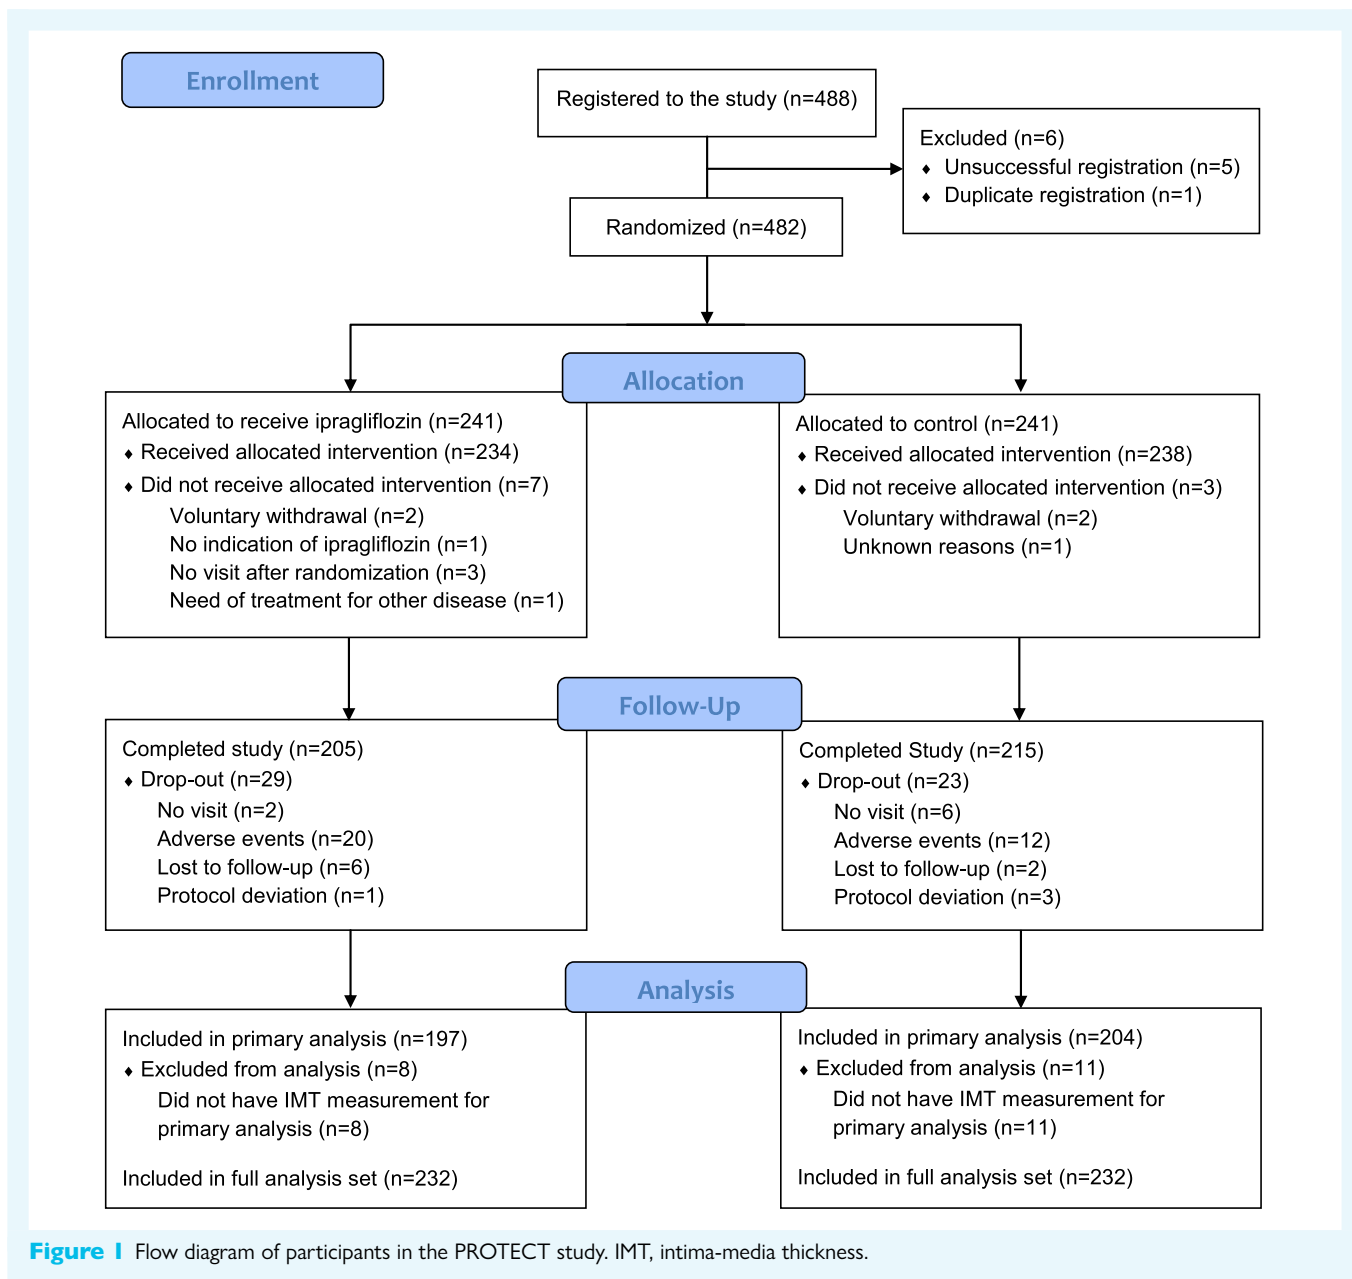 Enrollment
Registered to the study (n=488)
Excluded (n=6)
♦ Unsuccessful registration (n=5)
♦ Duplicate registration (n=1)
Randomized (n=482)
Allocation
Allocated to receive ipragliflozin (n=241)
♦ Received allocated intervention (n=234)
♦ Did not receive allocated intervention (n=7)
Voluntary withdrawal (n=2)
No indication of ipragliflozin (n=1)
No visit after randomization (n=3)
Need of treatment for other disease (n=1)
Allocated to control (n=241)
♦ Received allocated intervention (n=238)
♦ Did not receive allocated intervention (n=3)
Voluntary withdrawal (n=2)
Unknown reasons (n=1)
Follow-Up
Completed study (n=205)
♦ Drop-out (n=29)
No visit (n=2)
Adverse events (n=20)
Lost to follow-up (n=6)
Protocol deviation (n=1)
Completed Study (n=215)
♦ Drop-out (n=23)
No visit (n=6)
Adverse events (n=12)
Lost to follow-up (n=2)
Protocol deviation (n=3)
Analysis
Included in primary analysis (n=197)
♦ Excluded from analysis (n=8)
Did not have IMT measurement for
primary analysis (n=8)
Included in full analysis set (n=232)
Included in primary analysis (n=204)
♦ Excluded from analysis (n=11)
Did not have IMT measurement for
primary analysis (n=11)
Included in full analysis set (n=232)
Figure 1 Flow diagram of participants in the PROTECT study. IMT, intima-media thickness.